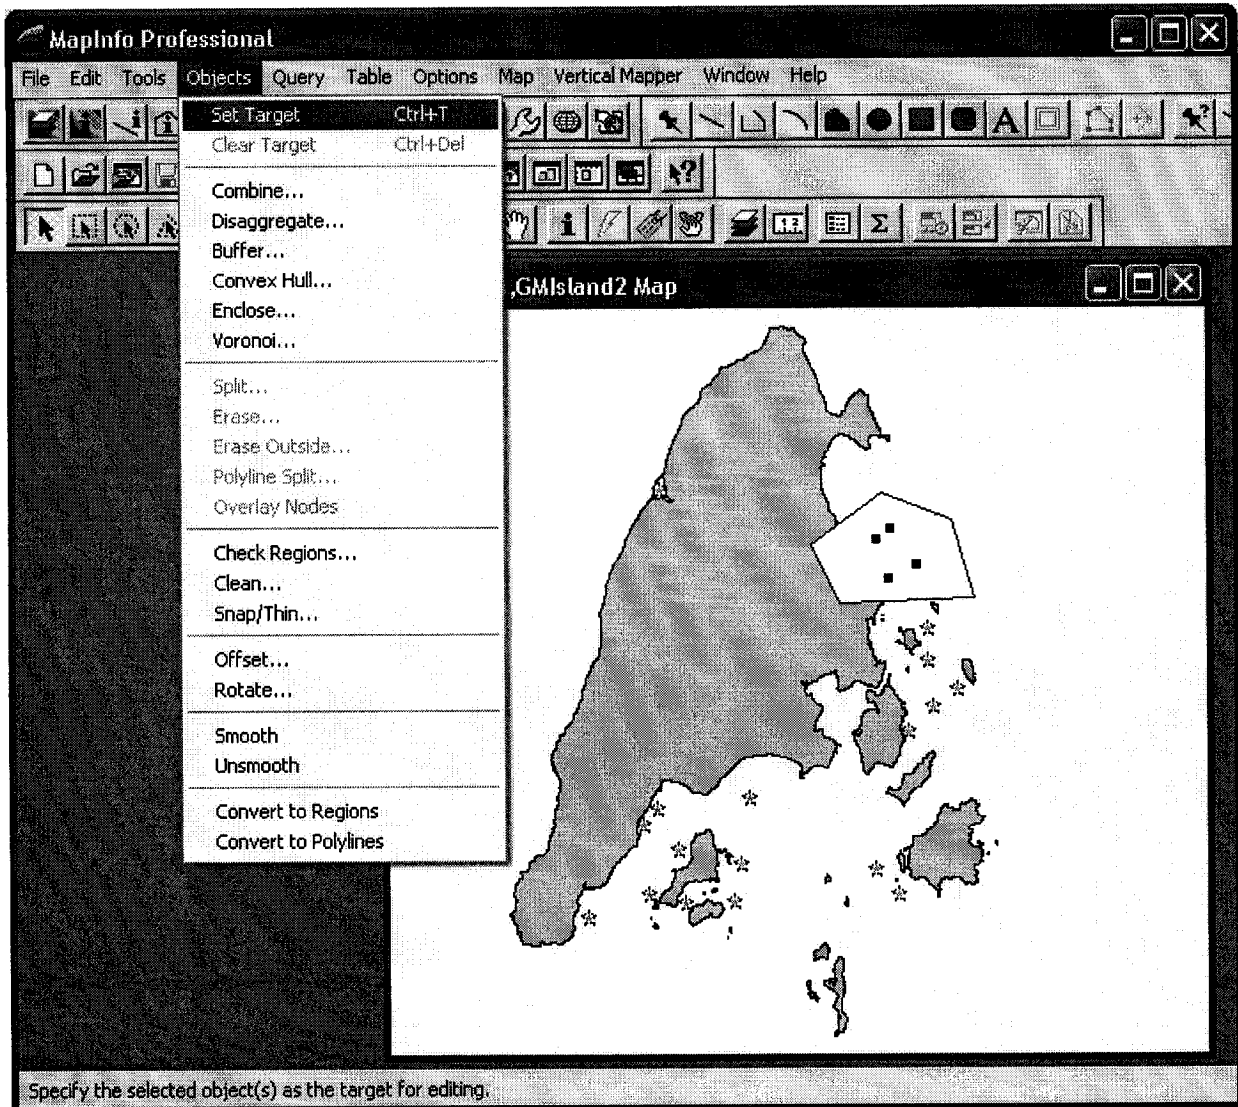 MapInfo Professional
File Edit Tools Objects Query Table Options Map Vertical Mapper Window Help
Set Target Ctrl+T
Clear Target Ctrl+Del
Combine...
Disaggregate...
Buffer...
Convex Hull...
Enclose...
Voronoi...
Split...
Erase...
Erase Outside...
Polyline Split...
Overlay Nodes
Check Regions...
Clean...
Snap/Thin...
Offset...
Rotate...
Smooth
Unsmooth
Convert to Regions
Convert to Polylines
,GMIsland2 Map
Specify the selected object(s) as the target for editing.